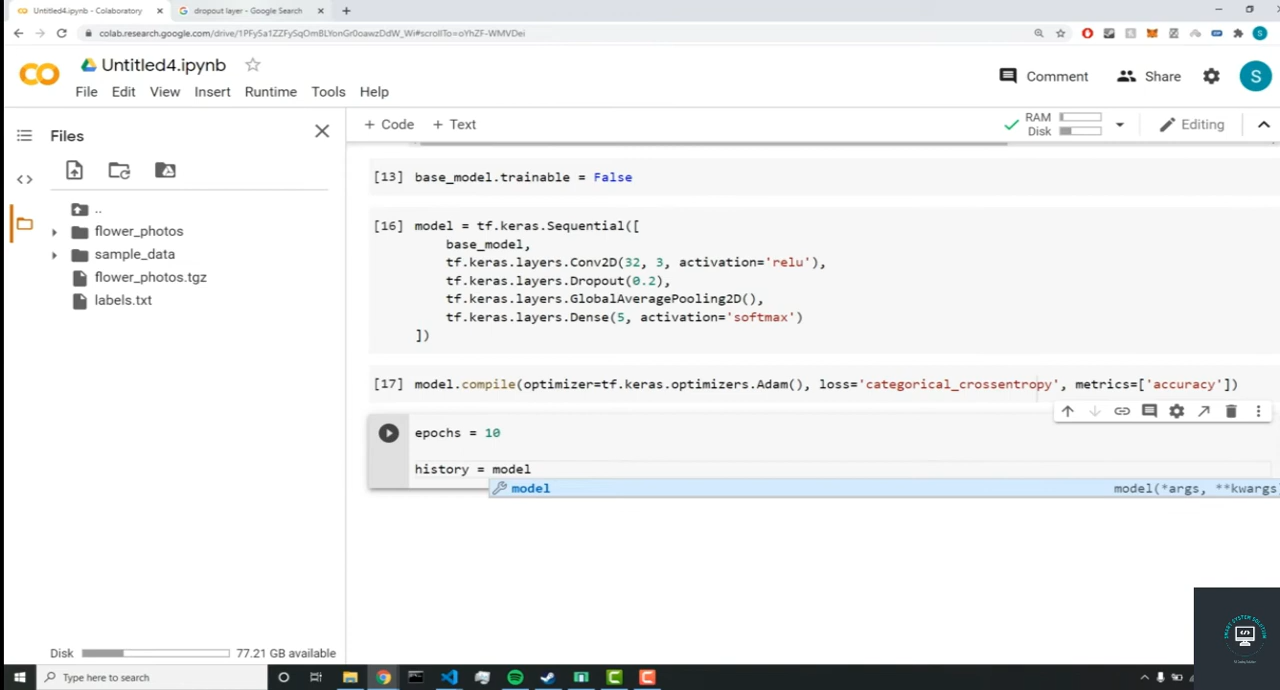 Untitled4.ipynb - Colaboratory
dropout layer - Google Search
colab.research.google.com/drive/1PFy5a1ZZFySqOmBLYonGr0oawzDdW_Wi#scrollTo=oYhZF-WMVDei
Untitled4.ipynb
Comment
Share
S
File Edit View Insert Runtime Tools Help
Files
+ Code + Text
RAM
Disk
Editing
..
flower_photos
sample_data
flower_photos.tgz
labels.txt
[13] base_model.trainable = False
[16] model = tf.keras.Sequential([
base_model,
tf.keras.layers.Conv2D(32, 3, activation='relu'),
tf.keras.layers.Dropout(0.2),
tf.keras.layers.GlobalAveragePooling2D(),
tf.keras.layers.Dense(5, activation='softmax')
])
[17] model.compile(optimizer=tf.keras.optimizers.Adam(), loss='categorical_crossentropy', metrics=['accuracy'])
epochs = 10
history = model
model model(*args, **kwargs)
SMART SYSTEM SOLUTION
Disk 77.21 GB available
Type here to search